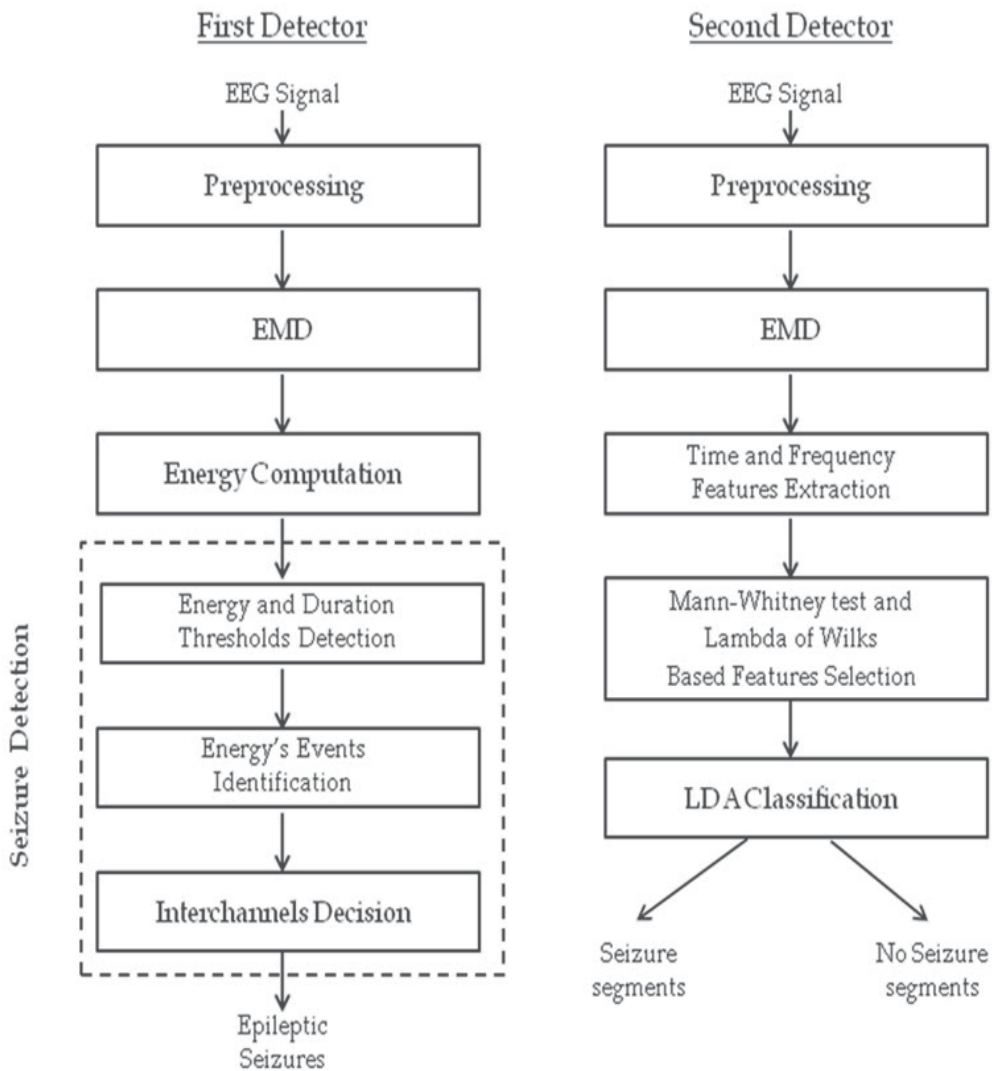 First Detector
EEG Signal
Preprocessing
EMD
Energy Computation
Seizure Detection
Energy and Duration
Thresholds Detection
Energy's Events
Identification
Interchannels Decision
Epileptic
Seizures
Second Detector
EEG Signal
Preprocessing
EMD
Time and Frequency
Features Extraction
Mann-Whitney test and
Lambda of Wilks
Based Features Selection
LDA Classification
Seizure
segments
No Seizure
segments